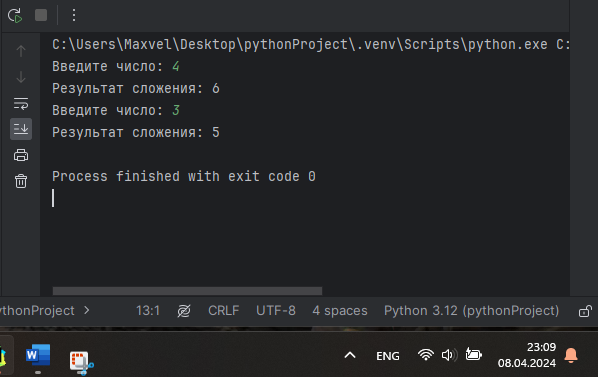 C:\Users\Maxvel\Desktop\pythonProject\.venv\Scripts\python.exe C:
Введите число: 4
Результат сложения: 6
Введите число: 3
Результат сложения: 5
Process finished with exit code 0
ythonProject > 13:1 CRLF UTF-8 4 spaces Python 3.12 (pythonProject)
W ENG 23:09
08.04.2024